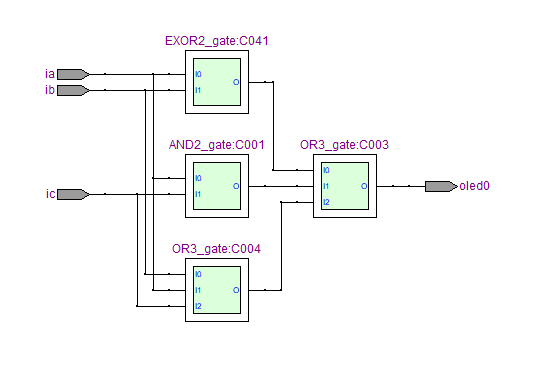 EXOR2_gate:C041
ia
I0
O
ib
I1
AND2_gate:C001
OR3_gate:C003
I0
I0
O
I1
O
oled0
ic
I1
I2
OR3_gate:C004
I0
I1
O
I2